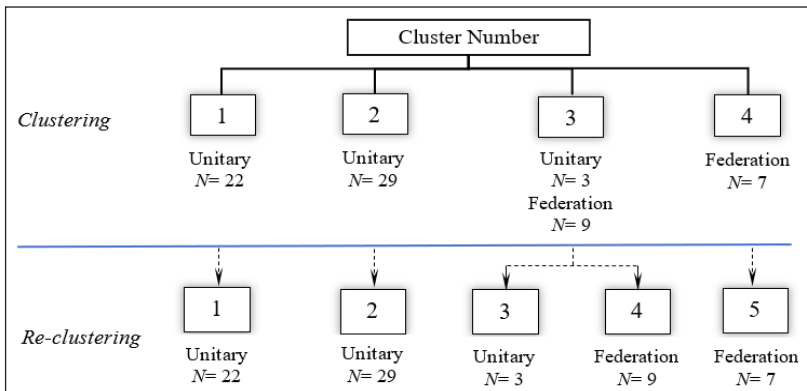 Cluster Number
Clustering
1 2 3 4
Unitary Unitary Unitary Federation
N= 22 N= 29 N= 3 N= 7
Federation
N= 9
1 2 3 4 5
Re-clustering
Unitary Unitary Unitary Federation Federation
N= 22 N= 29 N= 3 N= 9 N= 7